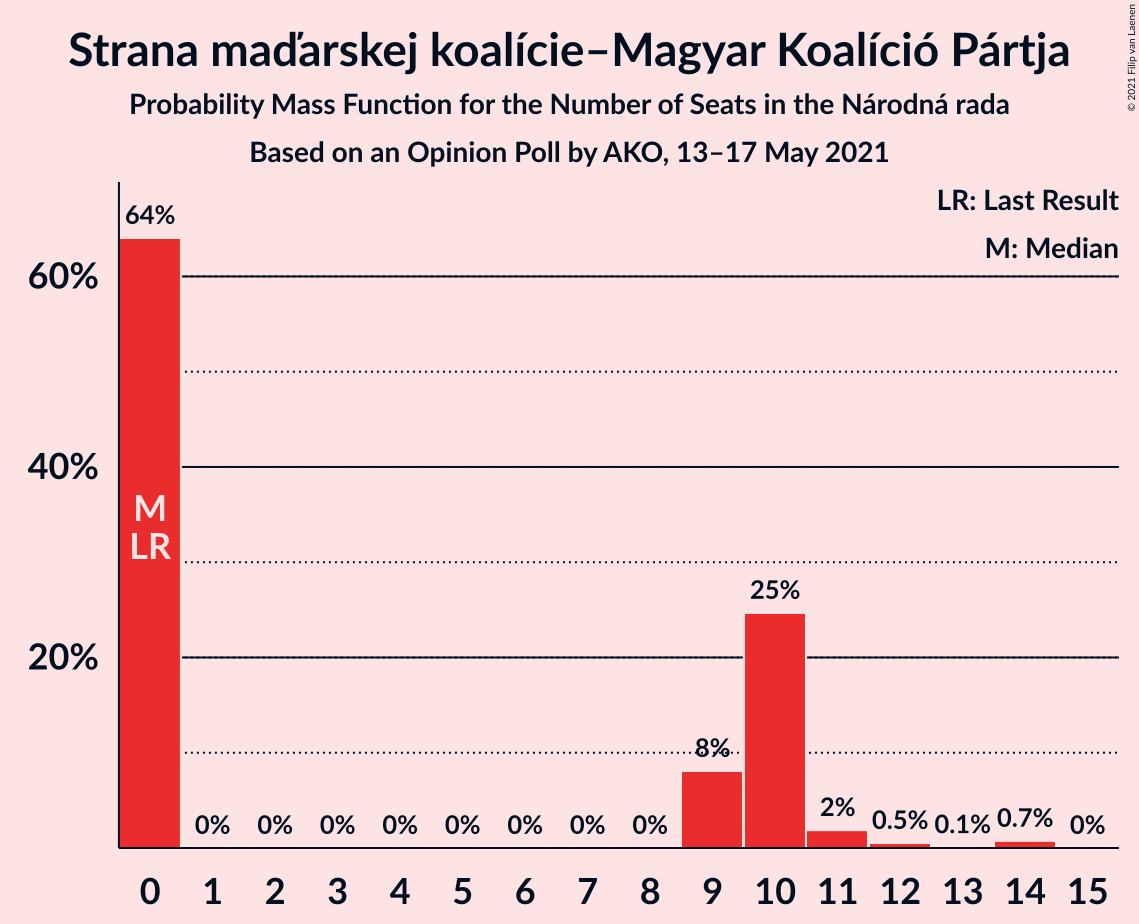 Strana maďarskej koalície–Magyar Koalíció Pártja
Probability Mass Function for the Number of Seats in the Národná rada
Based on an Opinion Poll by AKO, 13–17 May 2021
© 2021 Filip van Laenen
LR: Last Result
M: Median
60%
40%
20%
64%
M
LR
0%
0%
0%
0%
0%
0%
0%
0%
8%
25%
2%
0.5%
0.1%
0.7%
0%
0 1 2 3 4 5 6 7 8 9 10 11 12 13 14 15